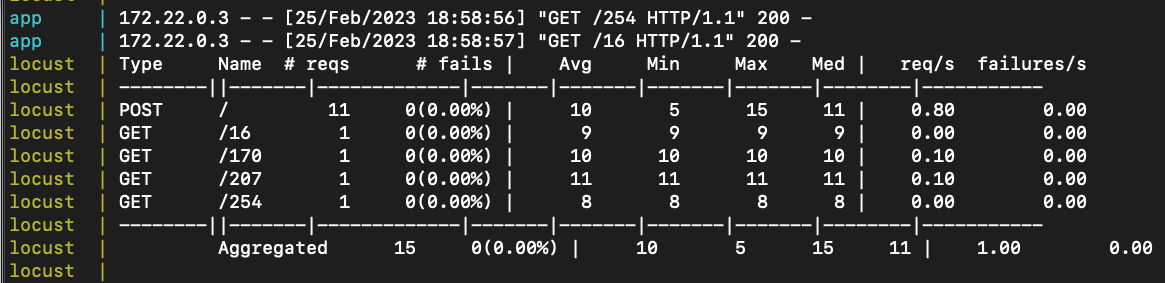 locust |
app | 172.22.0.3 - - [25/Feb/2023 18:58:56] "GET /254 HTTP/1.1" 200 -
app | 172.22.0.3 - - [25/Feb/2023 18:58:57] "GET /16 HTTP/1.1" 200 -
locust | Type Name # reqs # fails | Avg Min Max Med | req/s failures/s
locust | --------||-------|-------------|-------|-------|-------|-------|--------|-----------
locust | POST / 11 0(0.00%) | 10 5 15 11 | 0.80 0.00
locust | GET /16 1 0(0.00%) | 9 9 9 9 | 0.00 0.00
locust | GET /170 1 0(0.00%) | 10 10 10 10 | 0.10 0.00
locust | GET /207 1 0(0.00%) | 11 11 11 11 | 0.10 0.00
locust | GET /254 1 0(0.00%) | 8 8 8 8 | 0.00 0.00
locust | --------||-------|-------------|-------|-------|-------|-------|--------|-----------
locust | Aggregated 15 0(0.00%) | 10 5 15 11 | 1.00 0.00
locust |